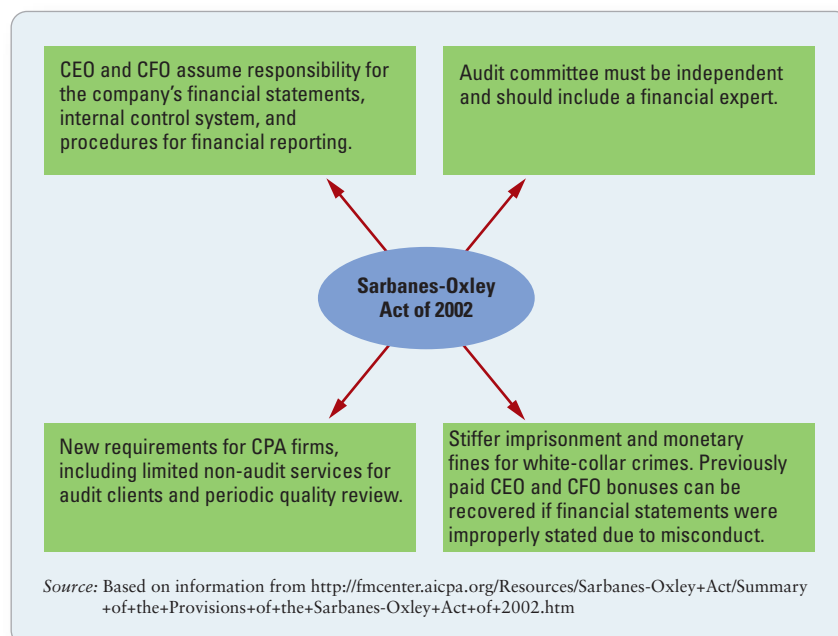 CEO and CFO assume responsibility for
the company's financial statements,
internal control system, and
procedures for financial reporting.
Audit committee must be independent
and should include a financial expert.
Sarbanes-Oxley
Act of 2002
New requirements for CPA firms,
including limited non-audit services for
audit clients and periodic quality review.
Stiffer imprisonment and monetary
fines for white-collar crimes. Previously
paid CEO and CFO bonuses can be
recovered if financial statements were
improperly stated due to misconduct.
Source: Based on information from http://fmcenter.aicpa.org/Resources/Sarbanes-Oxley+Act/Summary
+of+the+Provisions+of+the+Sarbanes-Oxley+Act+of+2002.htm